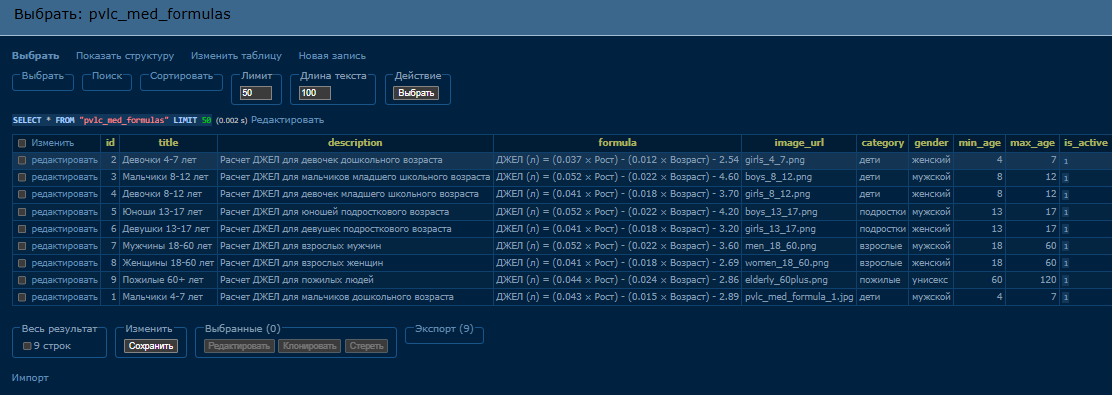 Выбрать: pvlc_med_formulas
Выбрать Показать структуру Изменить таблицу Новая запись
Выбрать Поиск Сортировать Лимит Длина текста Действие
50 100 Выбрать
SELECT * FROM "pvlc_med_formulas" LIMIT 50 (0.002 s) Редактировать
Изменить id title description formula image_url category gender min_age max_age is_active
редактировать 2 Девочки 4-7 лет Расчет ДЖЕЛ для девочек дошкольного возраста ДЖЕЛ (л) = (0.037 × Рост) - (0.012 × Возраст) - 2.54 girls_4_7.png дети женский 4 7 1
редактировать 3 Мальчики 8-12 лет Расчет ДЖЕЛ для мальчиков младшего школьного возраста ДЖЕЛ (л) = (0.052 × Рост) - (0.022 × Возраст) - 4.60 boys_8_12.png дети мужской 8 12 1
редактировать 4 Девочки 8-12 лет Расчет ДЖЕЛ для девочек младшего школьного возраста ДЖЕЛ (л) = (0.041 × Рост) - (0.018 × Возраст) - 3.70 girls_8_12.png дети женский 8 12 1
редактировать 5 Юноши 13-17 лет Расчет ДЖЕЛ для юношей подросткового возраста ДЖЕЛ (л) = (0.052 × Рост) - (0.022 × Возраст) - 4.20 boys_13_17.png подростки мужской 13 17 1
редактировать 6 Девушки 13-17 лет Расчет ДЖЕЛ для девушек подросткового возраста ДЖЕЛ (л) = (0.041 × Рост) - (0.018 × Возраст) - 3.20 girls_13_17.png подростки женский 13 17 1
редактировать 7 Мужчины 18-60 лет Расчет ДЖЕЛ для взрослых мужчин ДЖЕЛ (л) = (0.052 × Рост) - (0.022 × Возраст) - 3.60 men_18_60.png взрослые мужской 18 60 1
редактировать 8 Женщины 18-60 лет Расчет ДЖЕЛ для взрослых женщин ДЖЕЛ (л) = (0.041 × Рост) - (0.018 × Возраст) - 2.69 women_18_60.png взрослые женский 18 60 1
редактировать 9 Пожилые 60+ лет Расчет ДЖЕЛ для пожилых людей ДЖЕЛ (л) = (0.044 × Рост) - (0.024 × Возраст) - 2.86 elderly_60plus.png пожилые унисекс 60 120 1
редактировать 1 Мальчики 4-7 лет Расчет ДЖЕЛ для мальчиков дошкольного возраста ДЖЕЛ (л) = (0.043 × Рост) - (0.015 × Возраст) - 2.89 pvlc_med_formula_1.jpg дети мужской 4 7 1
Весь результат Изменить Выбранные (0) Экспорт (9)
9 строк Сохранить Редактировать Клонировать Стереть
Импорт